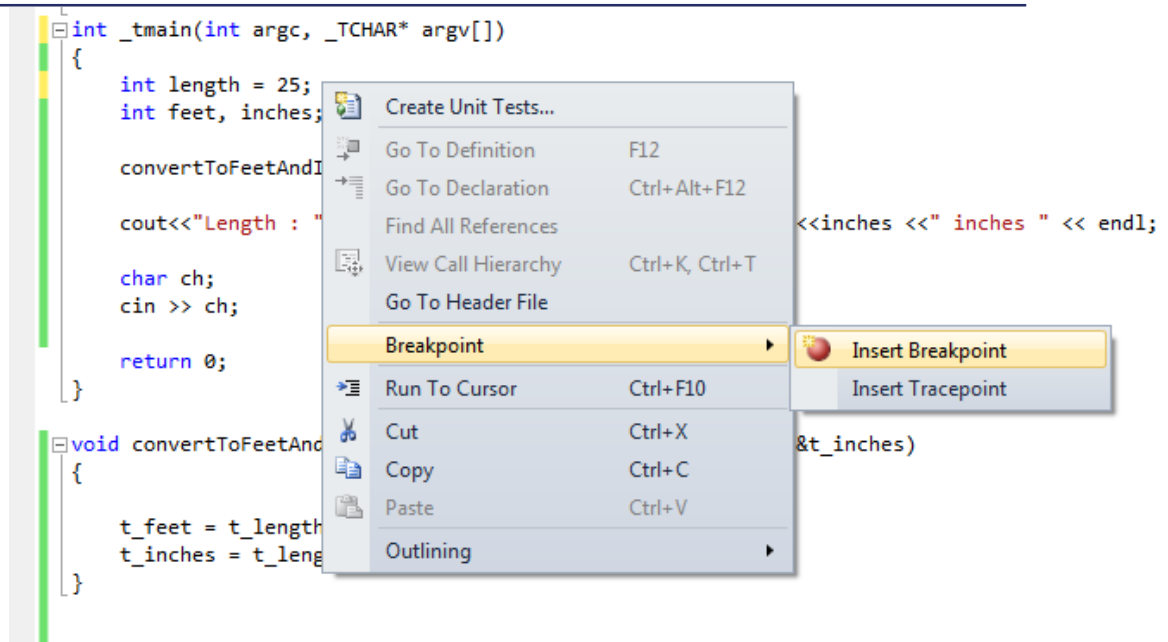 int _tmain(int argc, _TCHAR* argv[])
{
int length = 25;
int feet, inches;
convertToFeetAndI
cout<<"Length : " <<inches <<" inches " << endl;
char ch;
cin >> ch;
return 0;
}
void convertToFeetAnd &t_inches)
{
t_feet = t_length
t_inches = t_leng
}
Create Unit Tests...
Go To Definition F12
Go To Declaration Ctrl+Alt+F12
Find All References
View Call Hierarchy Ctrl+K, Ctrl+T
Go To Header File
Breakpoint
Run To Cursor Ctrl+F10
Cut Ctrl+X
Copy Ctrl+C
Paste Ctrl+V
Outlining
Insert Breakpoint
Insert Tracepoint